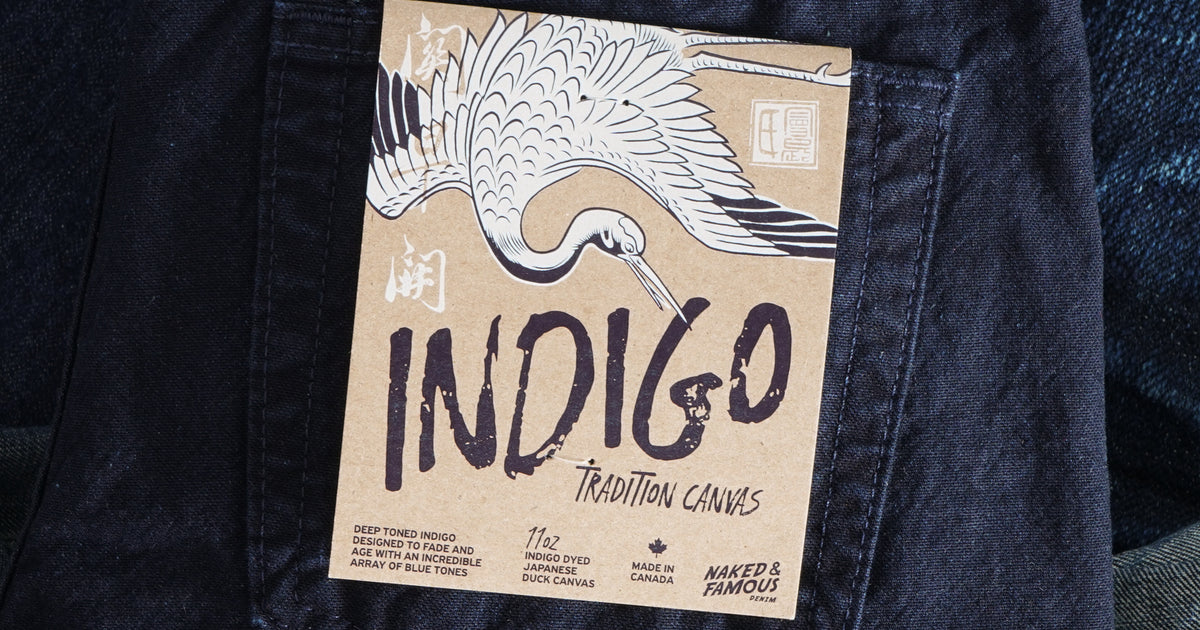 INDIGO
TRADITION CANVAS
DEEP TONED INDIGO
DESIGNED TO FADE AND
AGE WITH AN INCREDIBLE
ARRAY OF BLUE TONES
11oz
INDIGO DYED
JAPANESE
DUCK CANVAS
MADE IN
CANADA
NAKED &
FAMOUS
DENIM